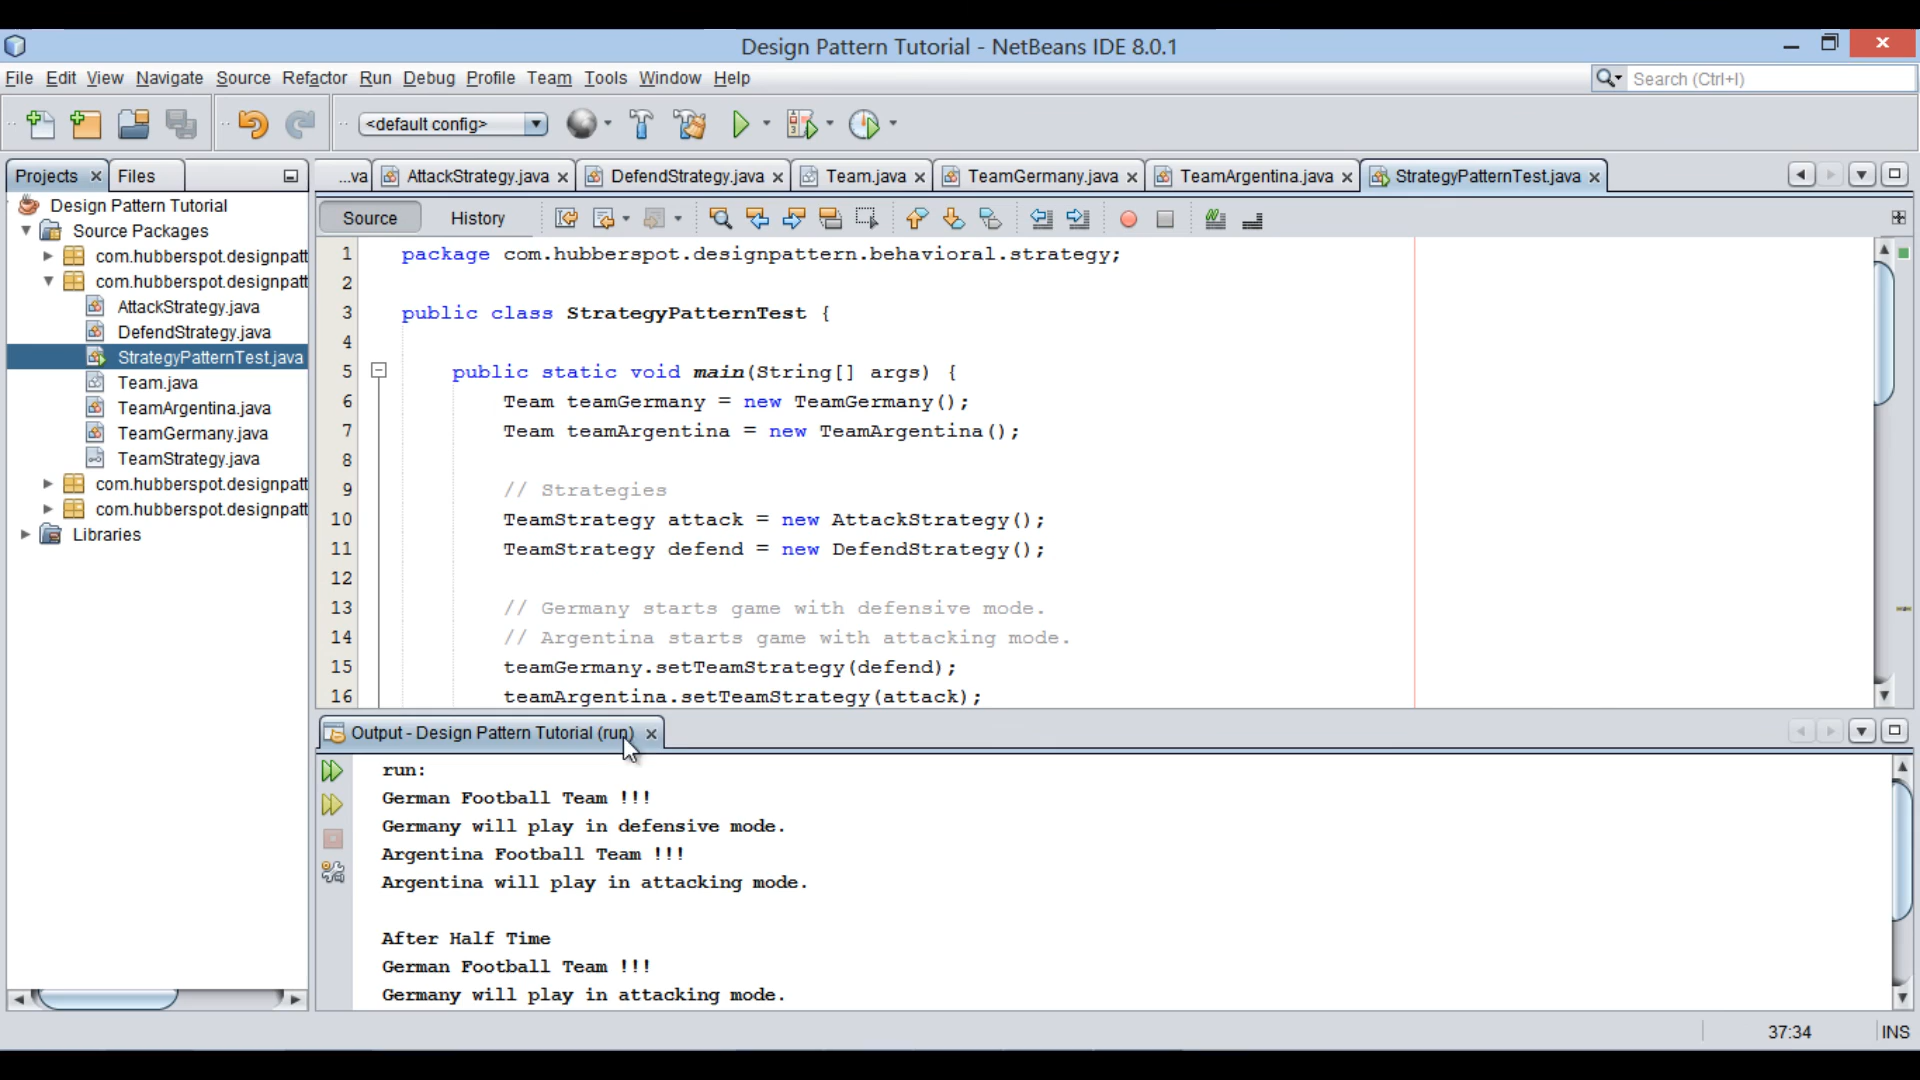 Design Pattern Tutorial - NetBeans IDE 8.0.1
File Edit View Navigate Source Refactor Run Debug Profile Team Tools Window Help
Search (Ctrl+I)
<default config>
Projects Files
...va AttackStrategy.java DefendStrategy.java Team.java TeamGermany.java TeamArgentina.java StrategyPatternTest.java
Design Pattern Tutorial
Source Packages
com.hubberspot.designpatt
com.hubberspot.designpatt
AttackStrategy.java
DefendStrategy.java
StrategyPatternTest.java
Team.java
TeamArgentina.java
TeamGermany.java
TeamStrategy.java
com.hubberspot.designpatt
com.hubberspot.designpatt
Libraries
Source History
1 package com.hubberspot.designpattern.behavioral.strategy;
2
3 public class StrategyPatternTest {
4
5 public static void main(String[] args) {
6 Team teamGermany = new TeamGermany();
7 Team teamArgentina = new TeamArgentina();
8
9 // Strategies
10 TeamStrategy attack = new AttackStrategy();
11 TeamStrategy defend = new DefendStrategy();
12
13 // Germany starts game with defensive mode.
14 // Argentina starts game with attacking mode.
15 teamGermany.setTeamStrategy(defend);
16 teamArgentina.setTeamStrategy(attack);
Output - Design Pattern Tutorial (run)
run:
German Football Team !!!
Germany will play in defensive mode.
Argentina Football Team !!!
Argentina will play in attacking mode.
After Half Time
German Football Team !!!
Germany will play in attacking mode.
37:34 INS